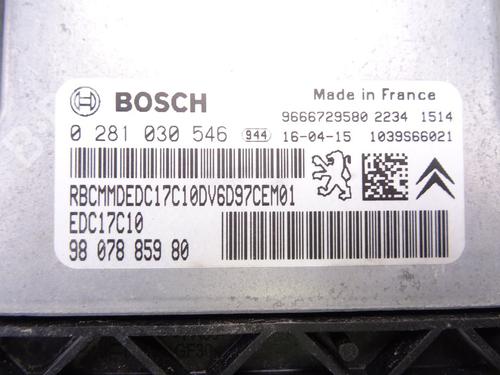 BOSCH
Made in France
9666729580 2234 1514
0 281 030 546 944 16-04-15 1039S66021
RBCMMDEDC17C10DV6D97CEM01
EDC17C10
98 078 859 80